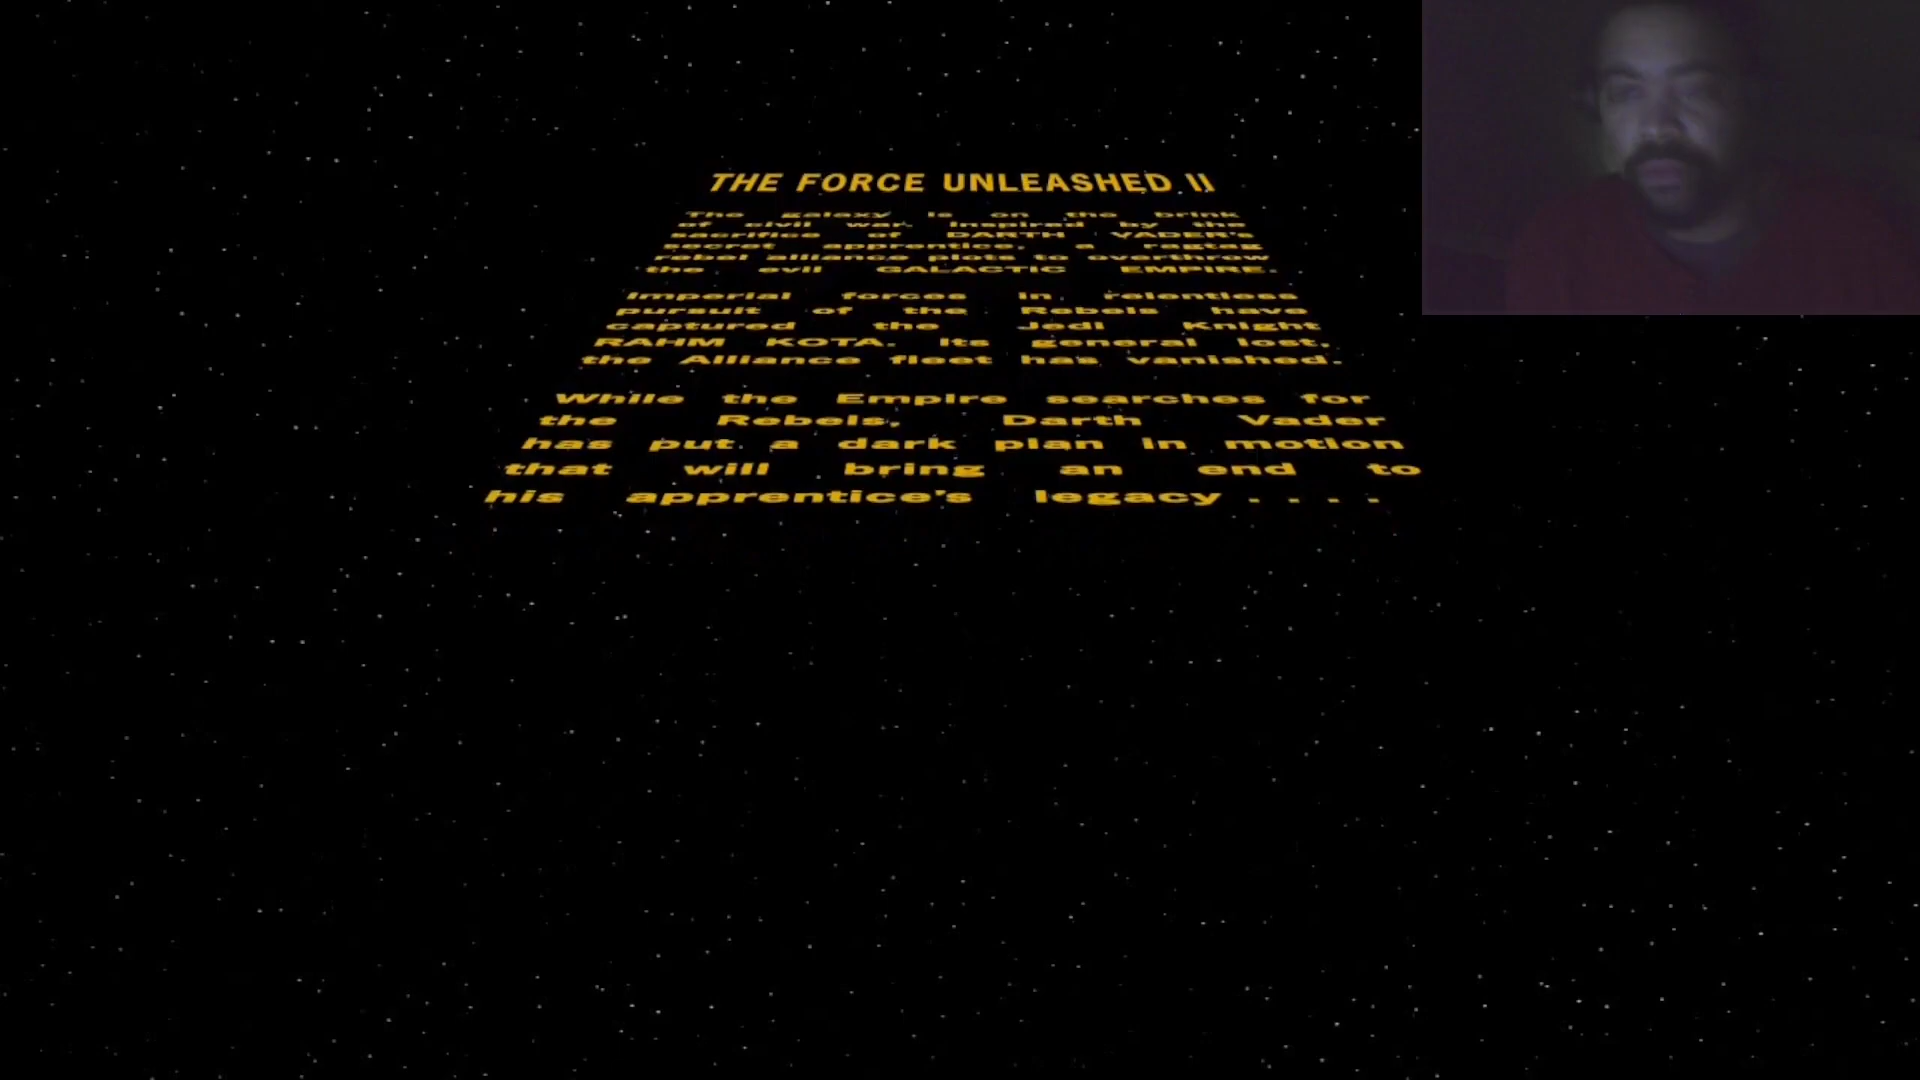 THE FORCE UNLEASHED II
The galaxy is on the brink
of civil war. Inspired by the
sacrifice of DARTH VADER's
secret apprentice, a ragtag
rebel alliance plots to overthrow
the evil GALACTIC EMPIRE.
Imperial forces in relentless
pursuit of the Rebels have
captured the Jedi Knight
RAHM KOTA. Its general lost,
the Alliance fleet has vanished.
While the Empire searches for
the Rebels, Darth Vader
has put a dark plan in motion
that will bring an end to
his apprentice's legacy . . . .